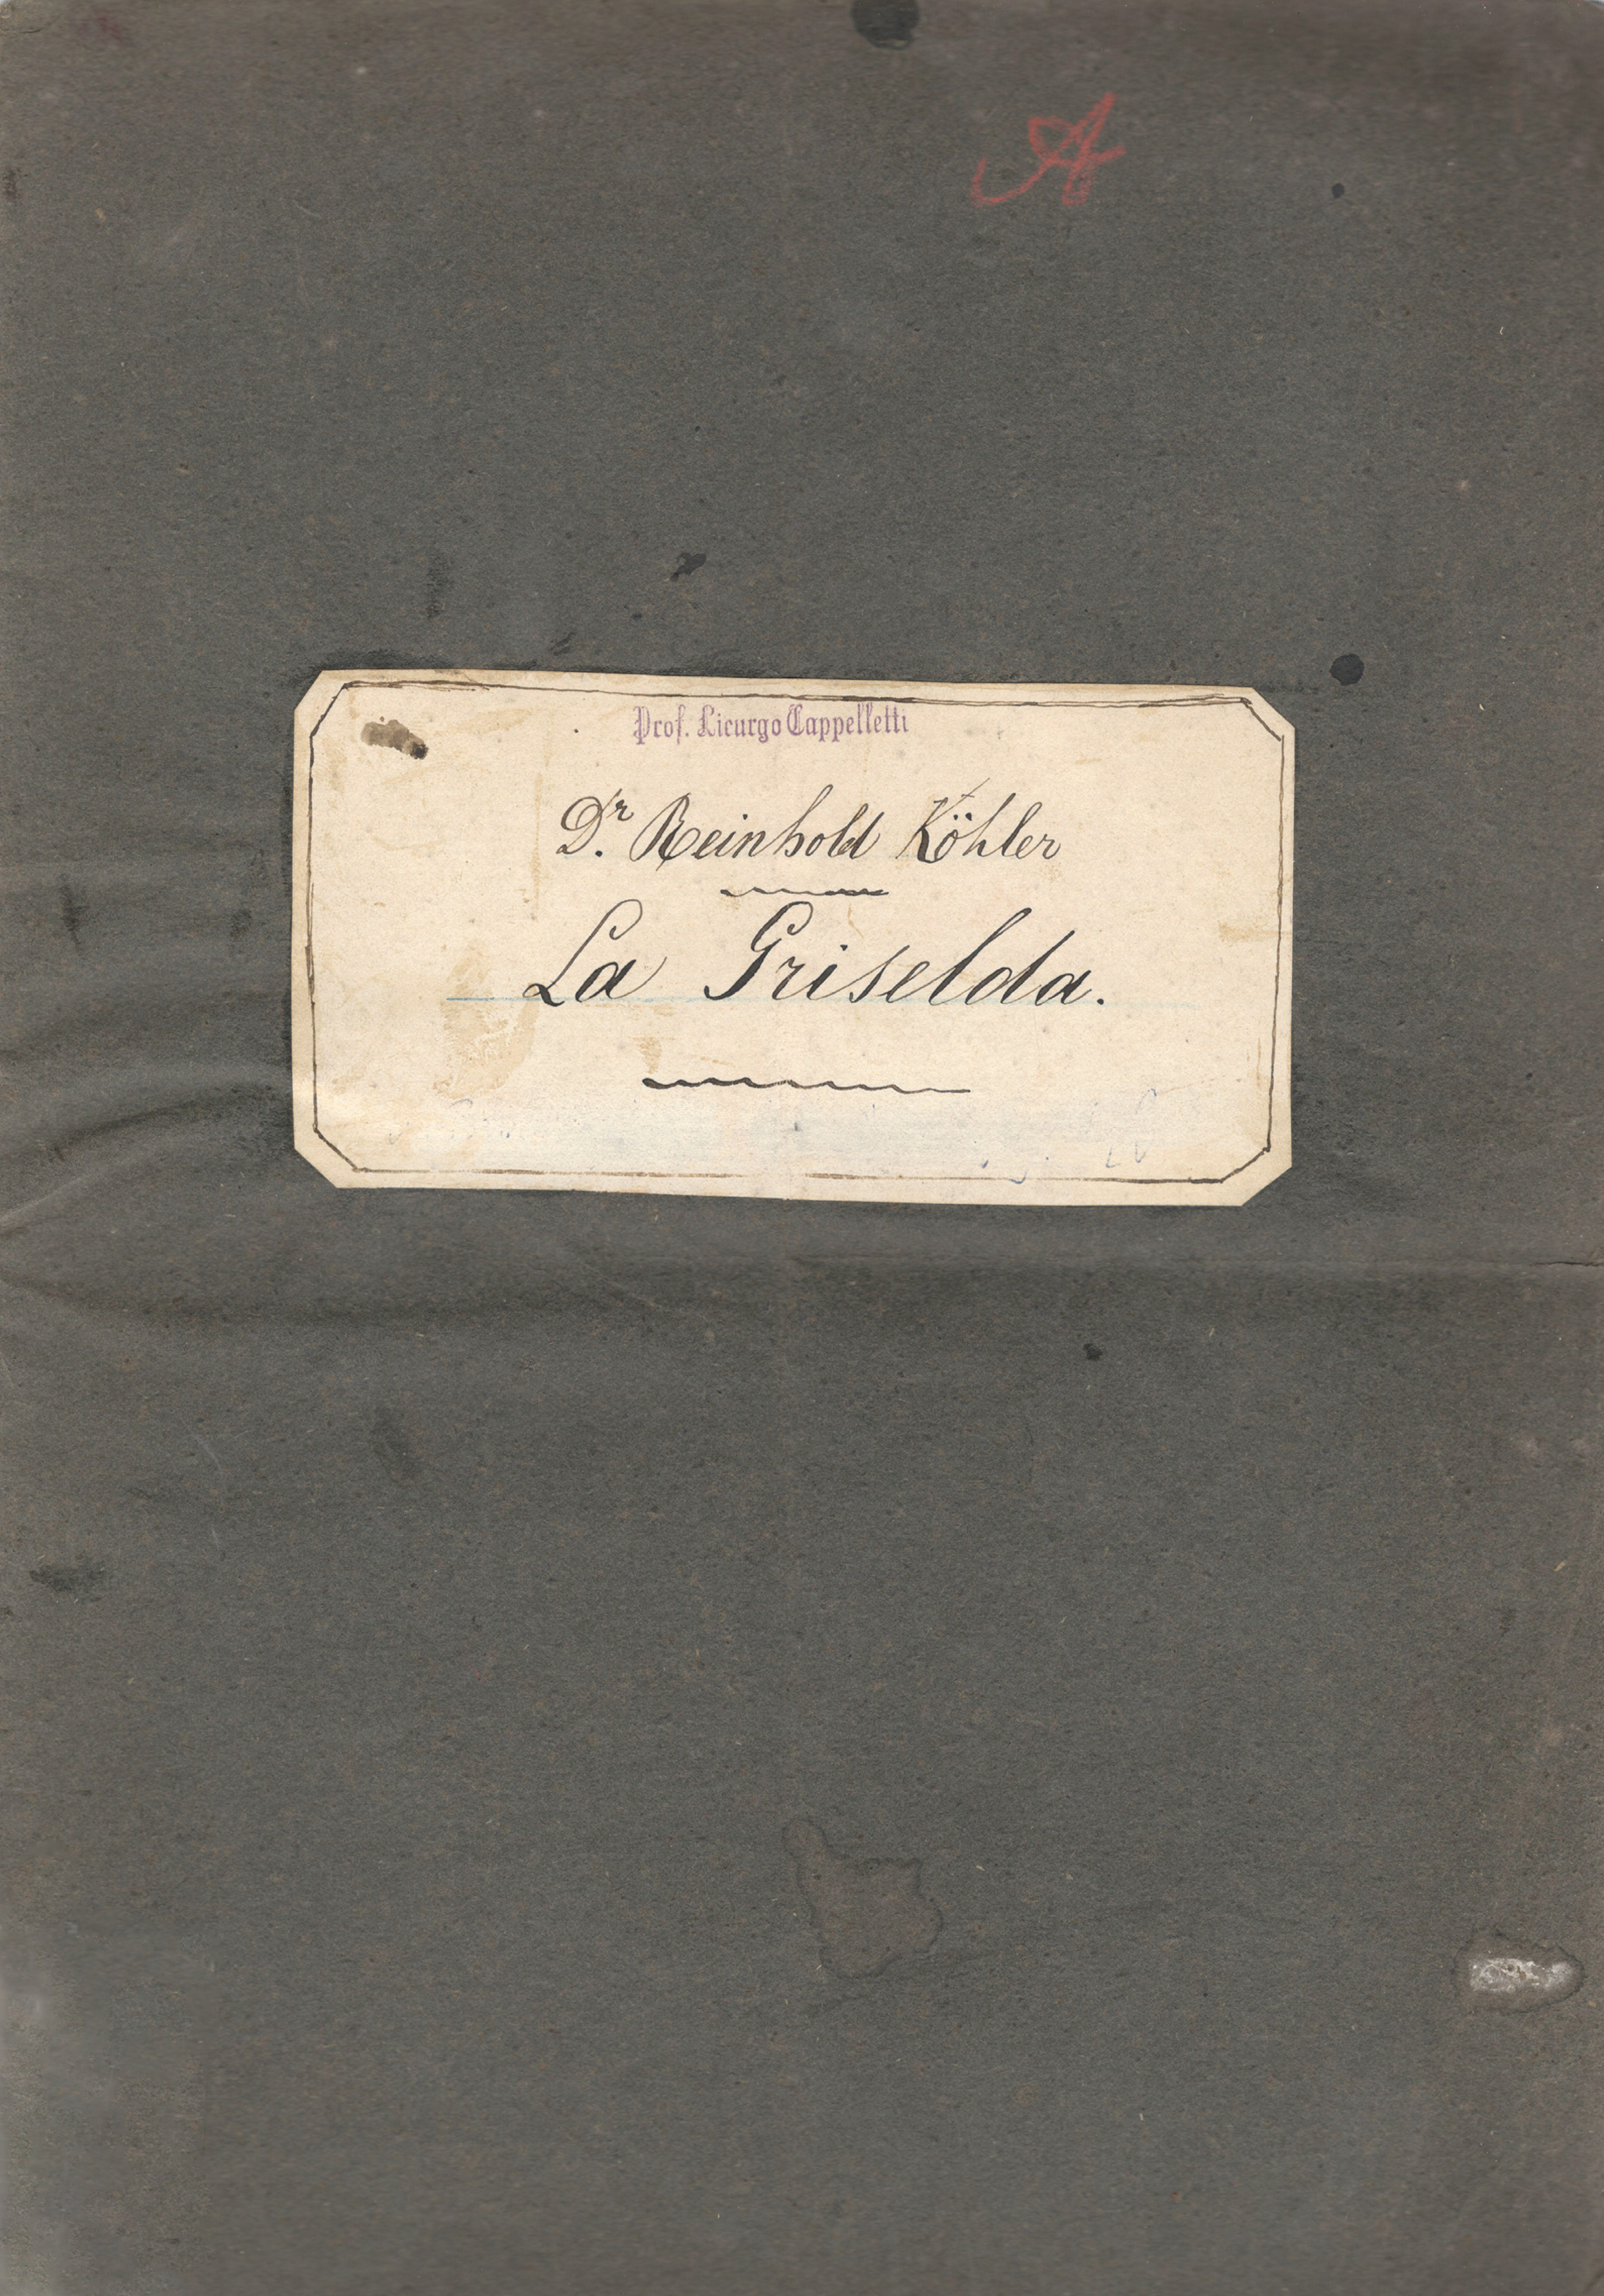 A
Prof. Licurgo Cappelletti
Dr. Reinhold Köhler
La Griselda.